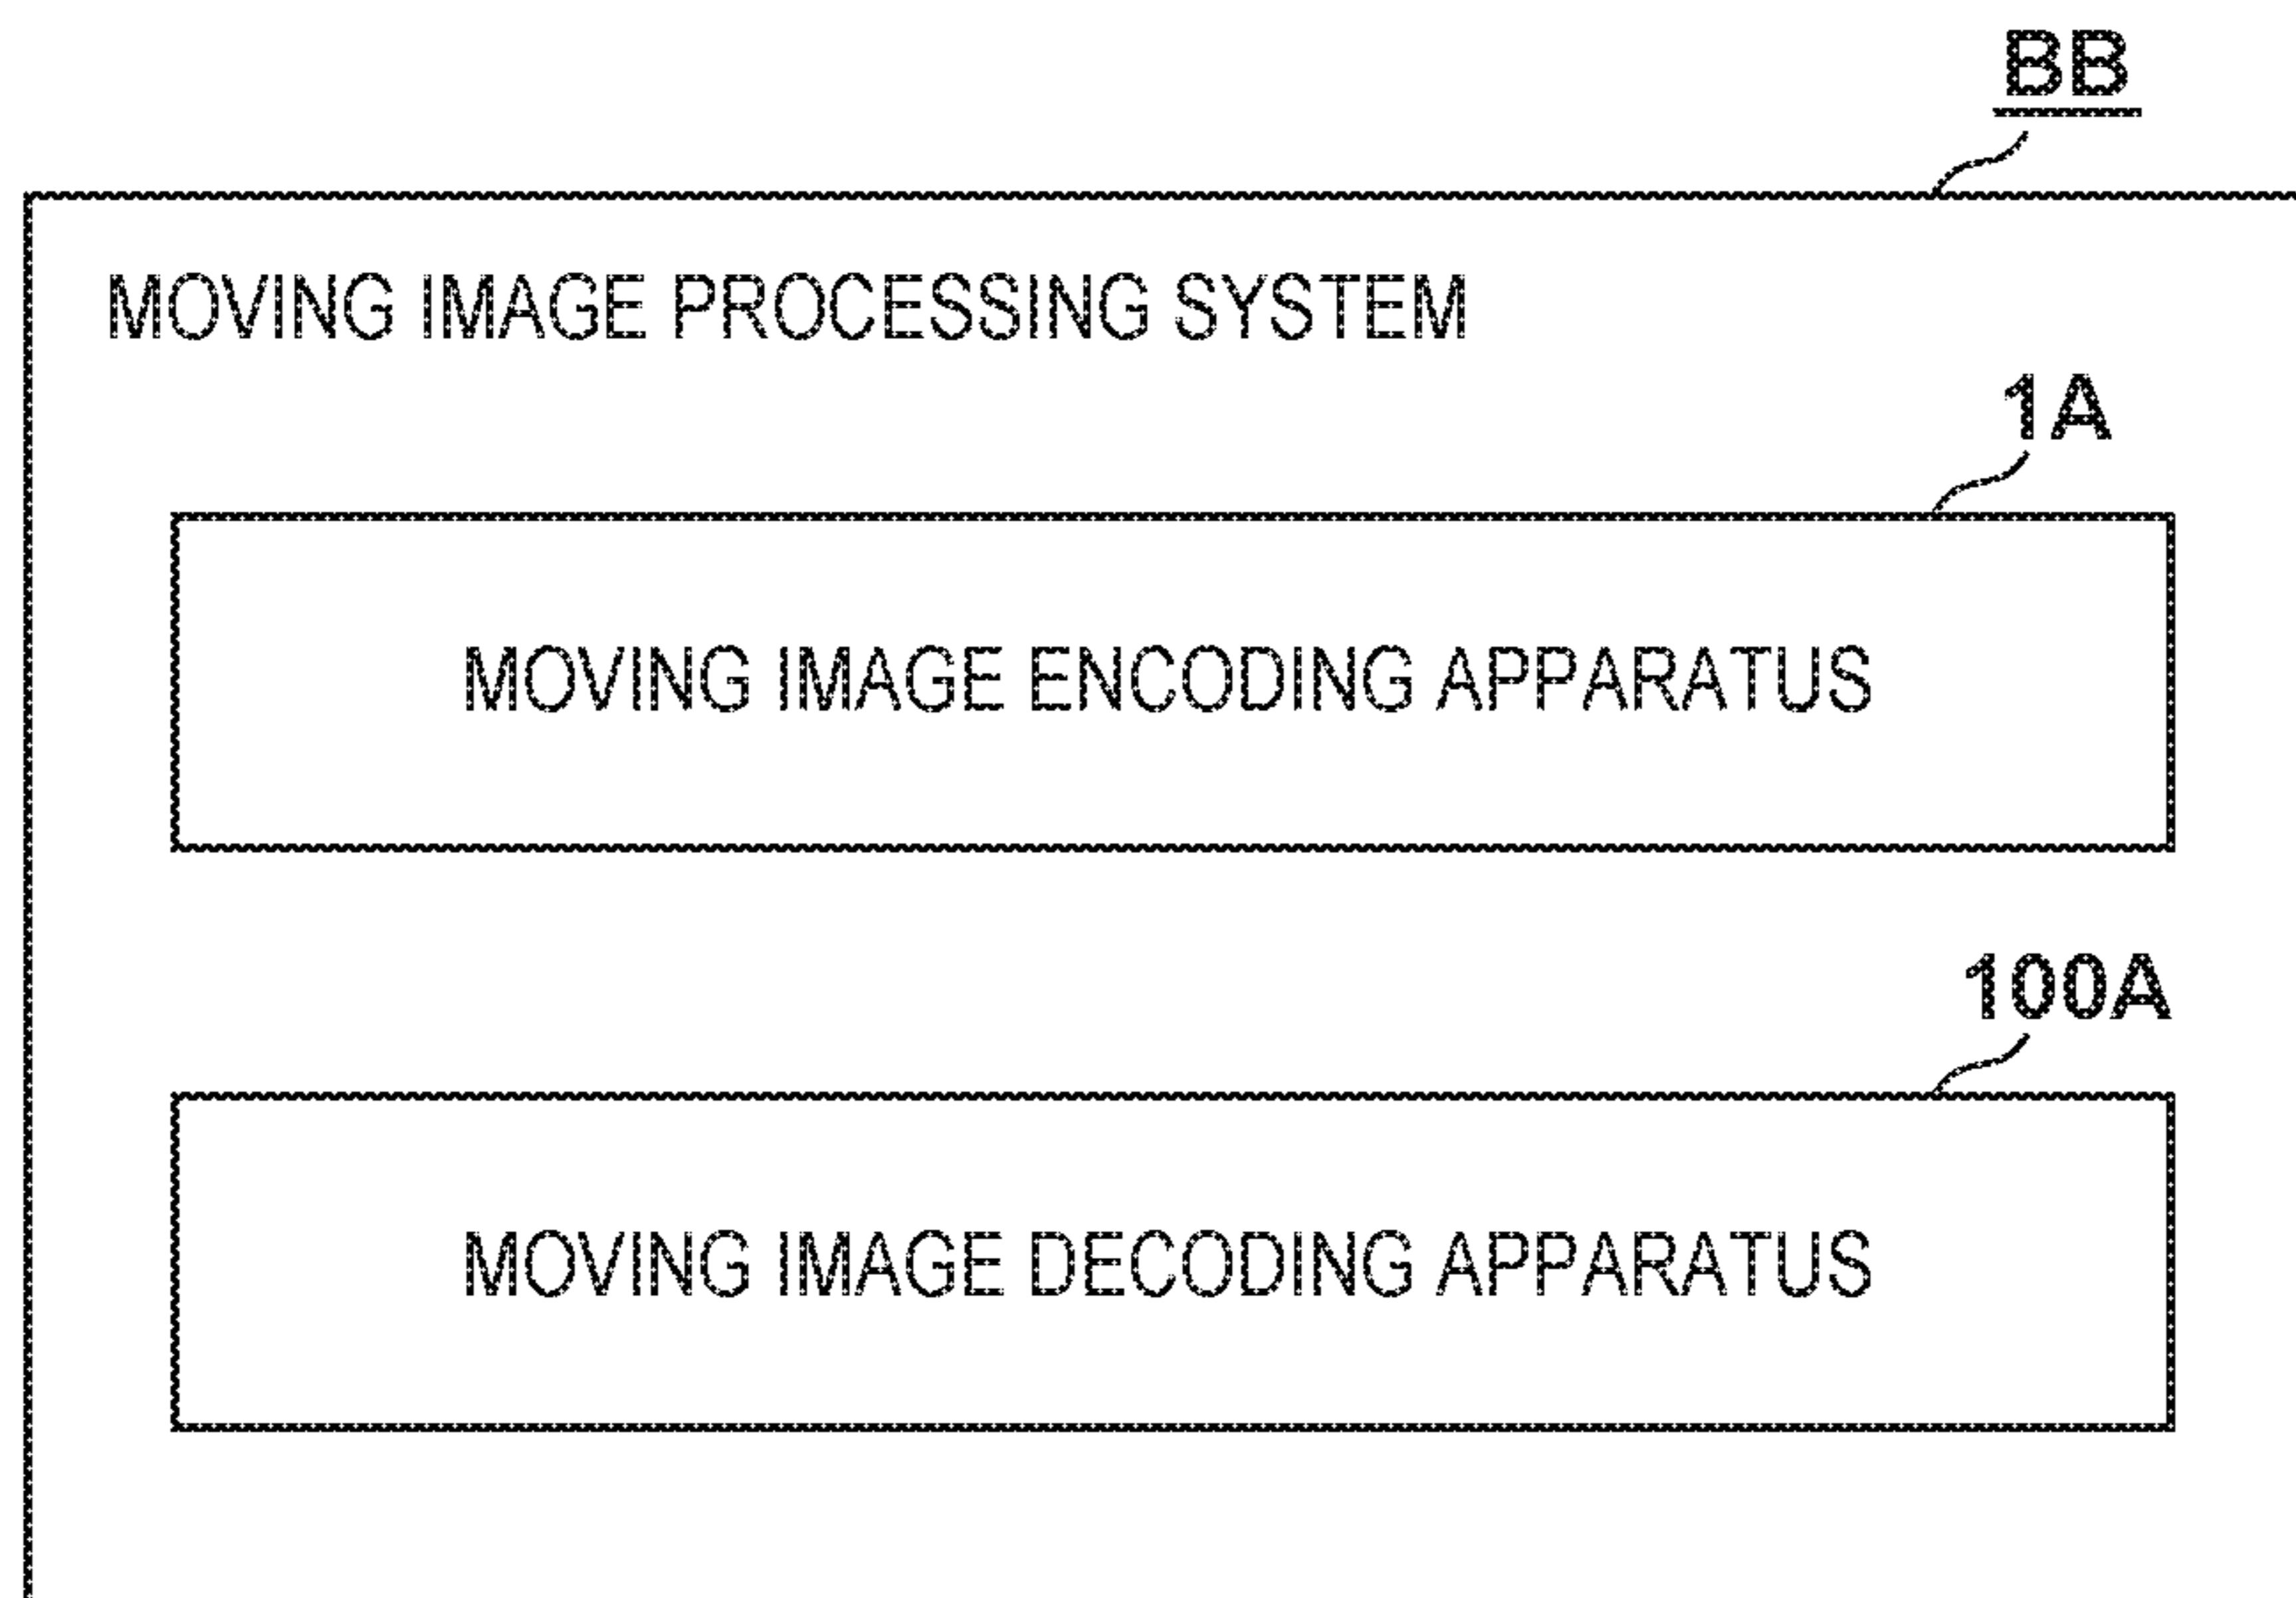 BB
MOVING IMAGE PROCESSING SYSTEM
1A
MOVING IMAGE ENCODING APPARATUS
100A
MOVING IMAGE DECODING APPARATUS